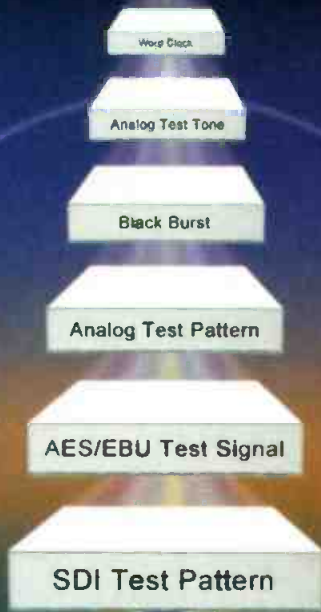 Word Clock
Analog Test Tone
Black Burst
Analog Test Pattern
AES/EBU Test Signal
SDI Test Pattern